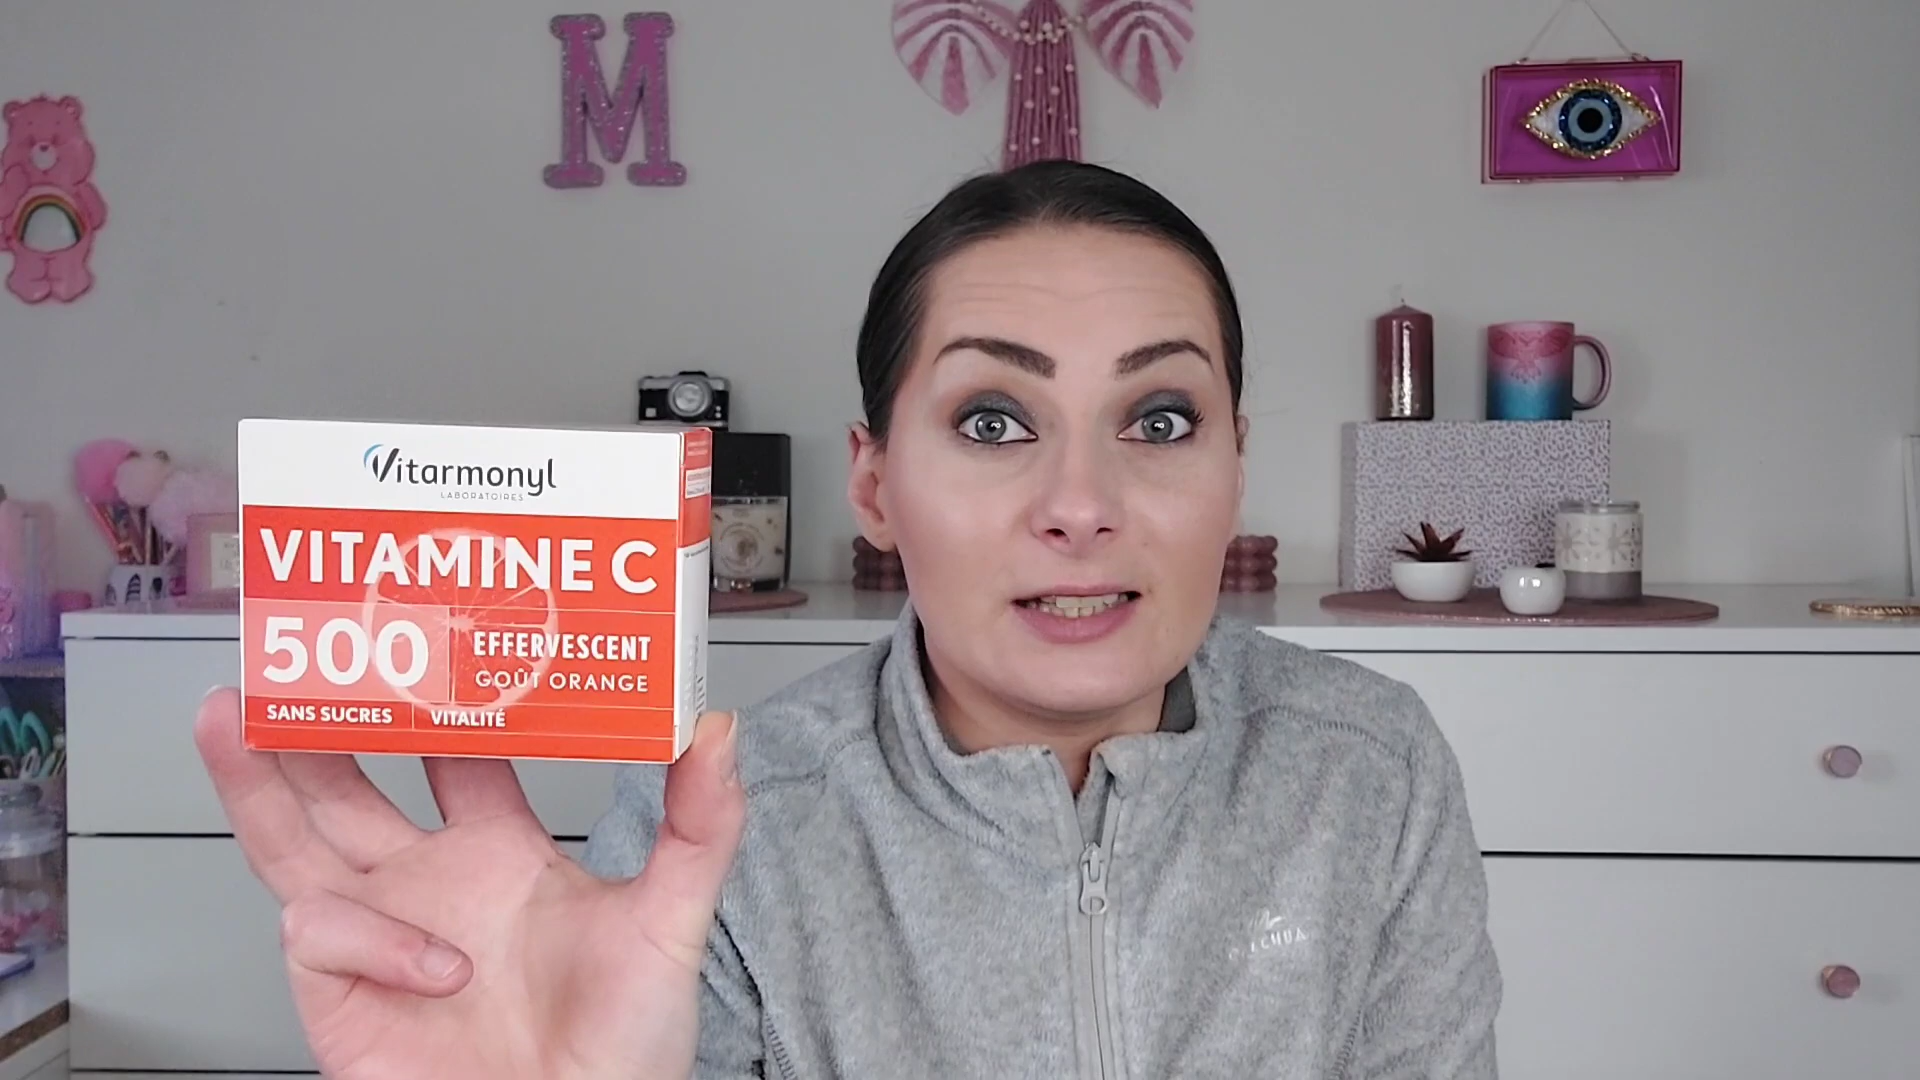 M
Vitarmonyl
LABORATOIRES
VITAMINE C
500
EFFERVESCENT
GOÛT ORANGE
SANS SUCRES
VITALITÉ